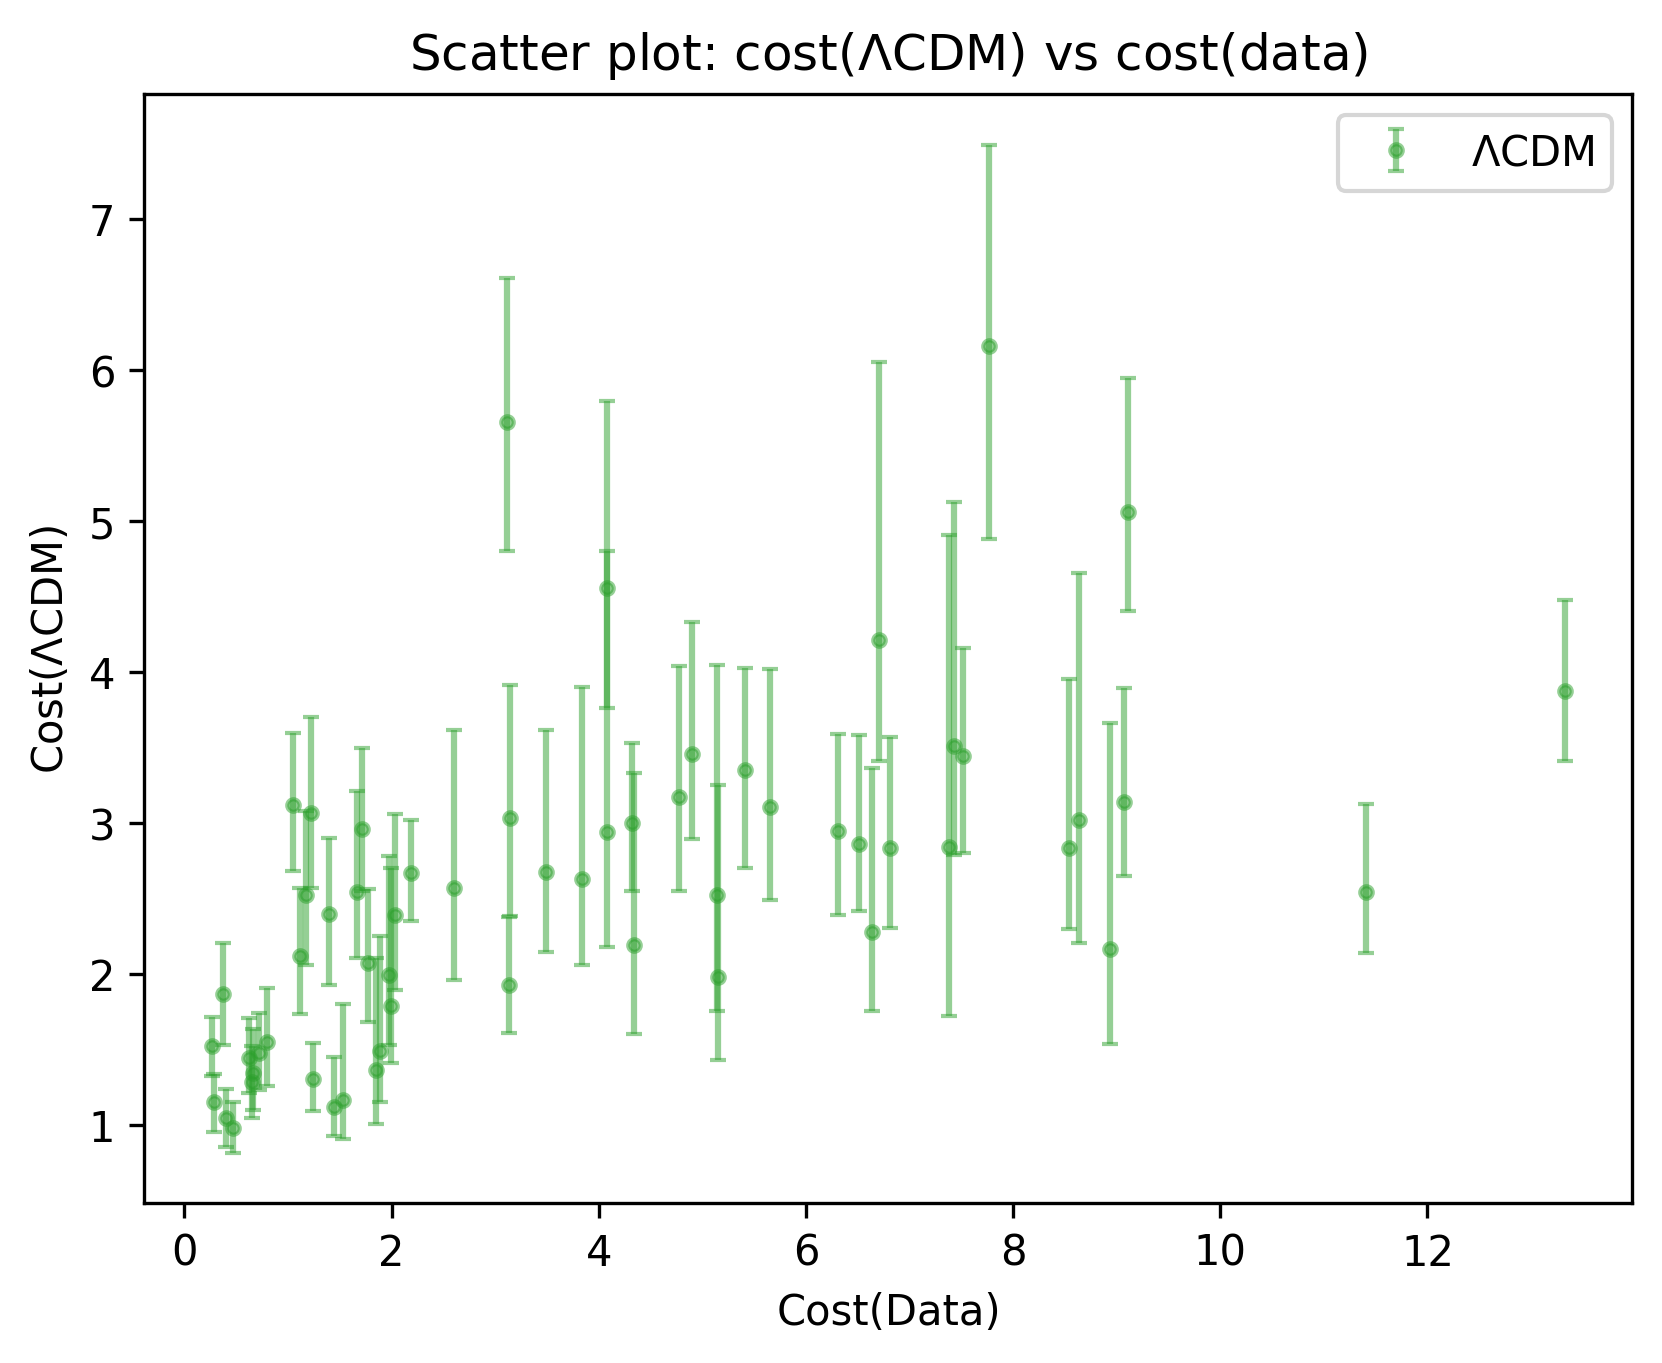 Scatter plot: cost(ΛCDM) vs cost(data)
ΛCDM
Cost(ΛCDM)
7
6
5
4
3
2
1
0 2 4 6 8 10 12
Cost(Data)